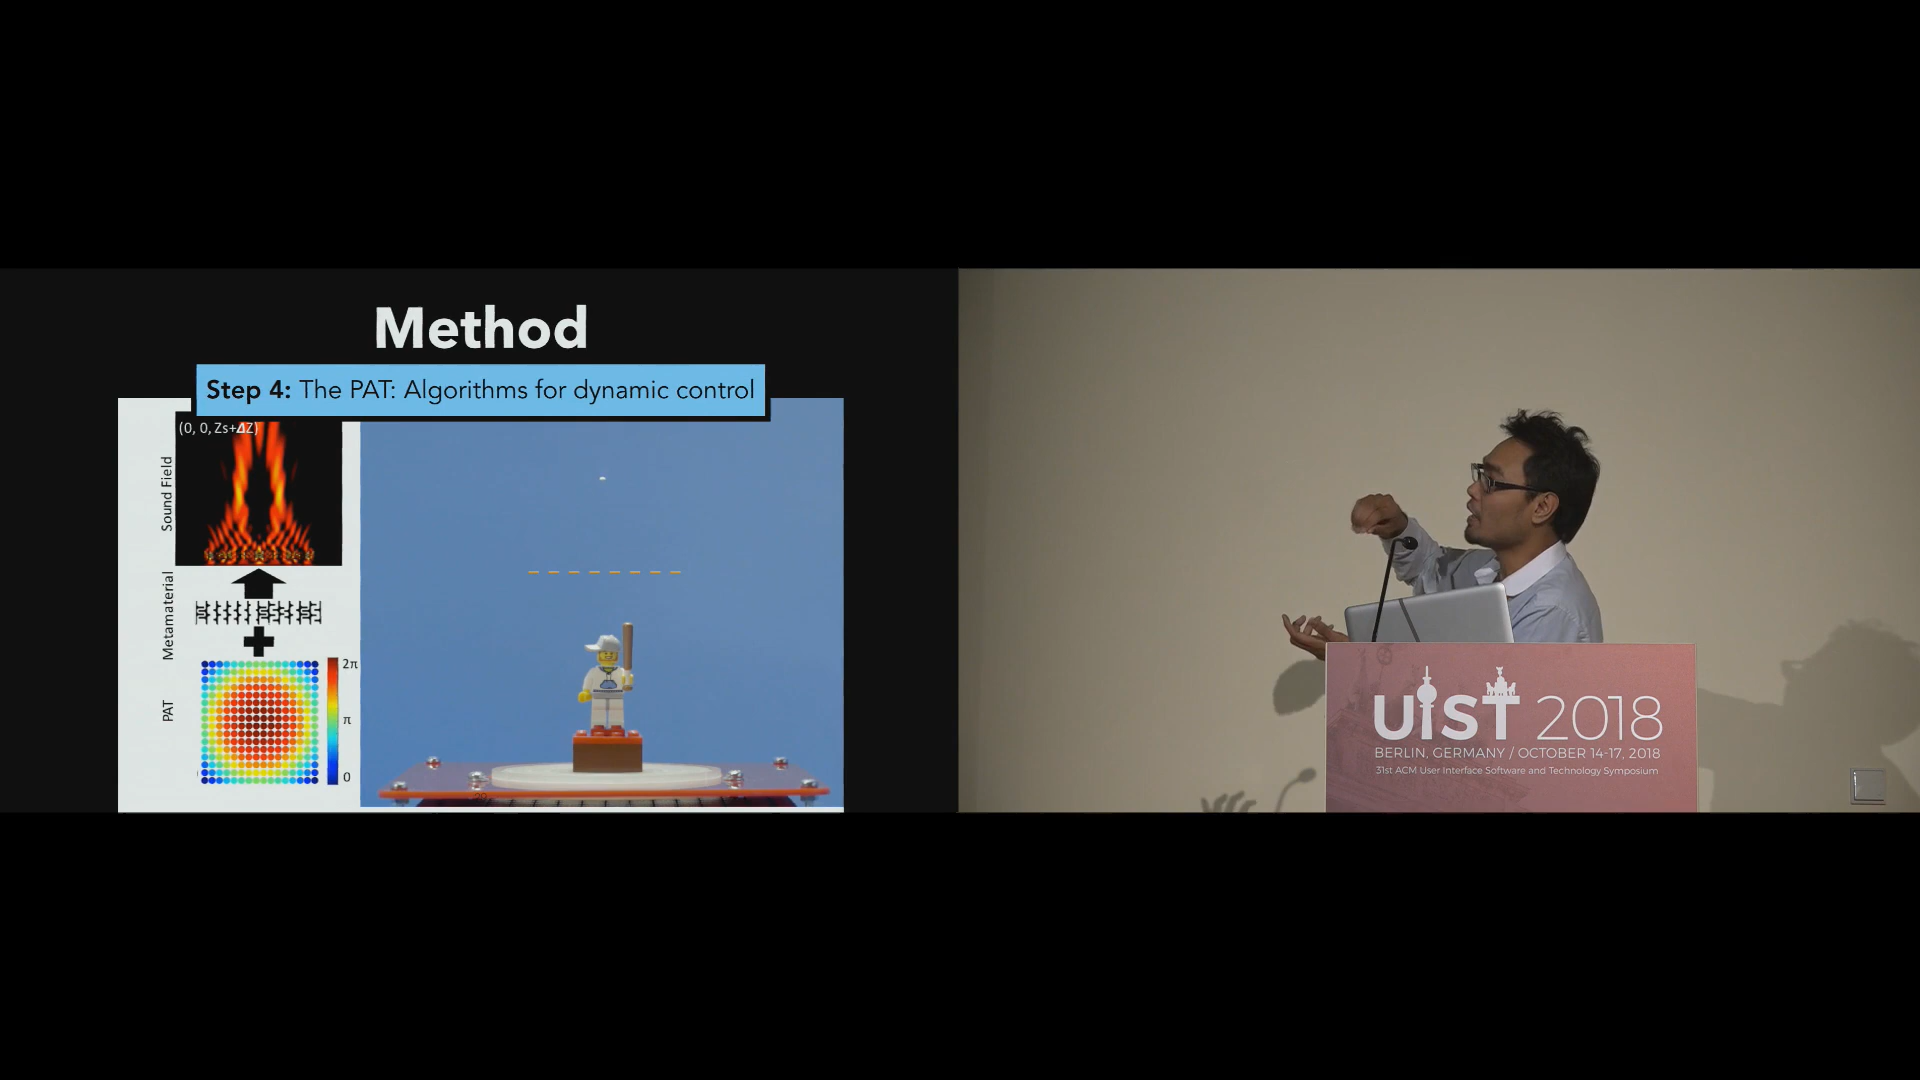 Method
Step 4: The PAT: Algorithms for dynamic control
(0, 0, Zs+ΔZ)
Sound Field
Metamaterial
PAT
2π
π
0
UIST 2018
BERLIN, GERMANY / OCTOBER 14-17, 2018
31st ACM User Interface Software and Technology Symposium